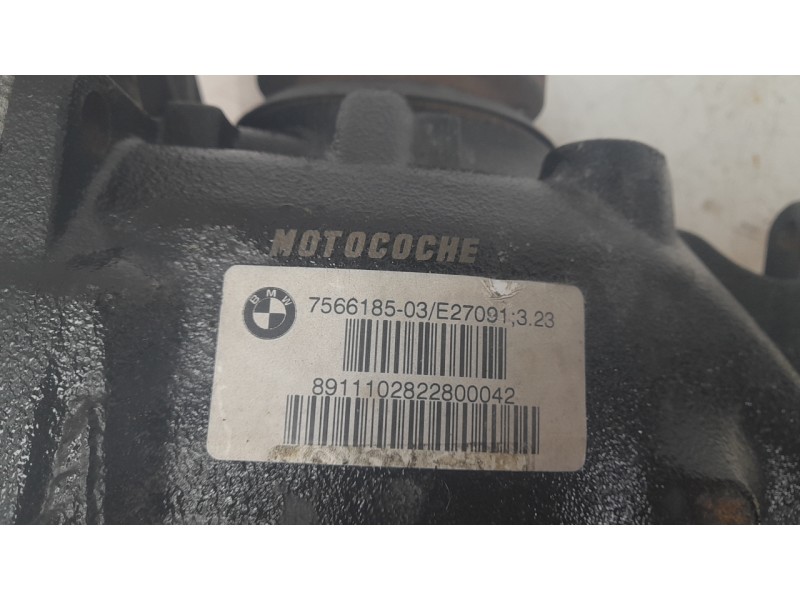 MOTOCOCHE
BMW
7566185-03/E27091;3.23
8911102822800042